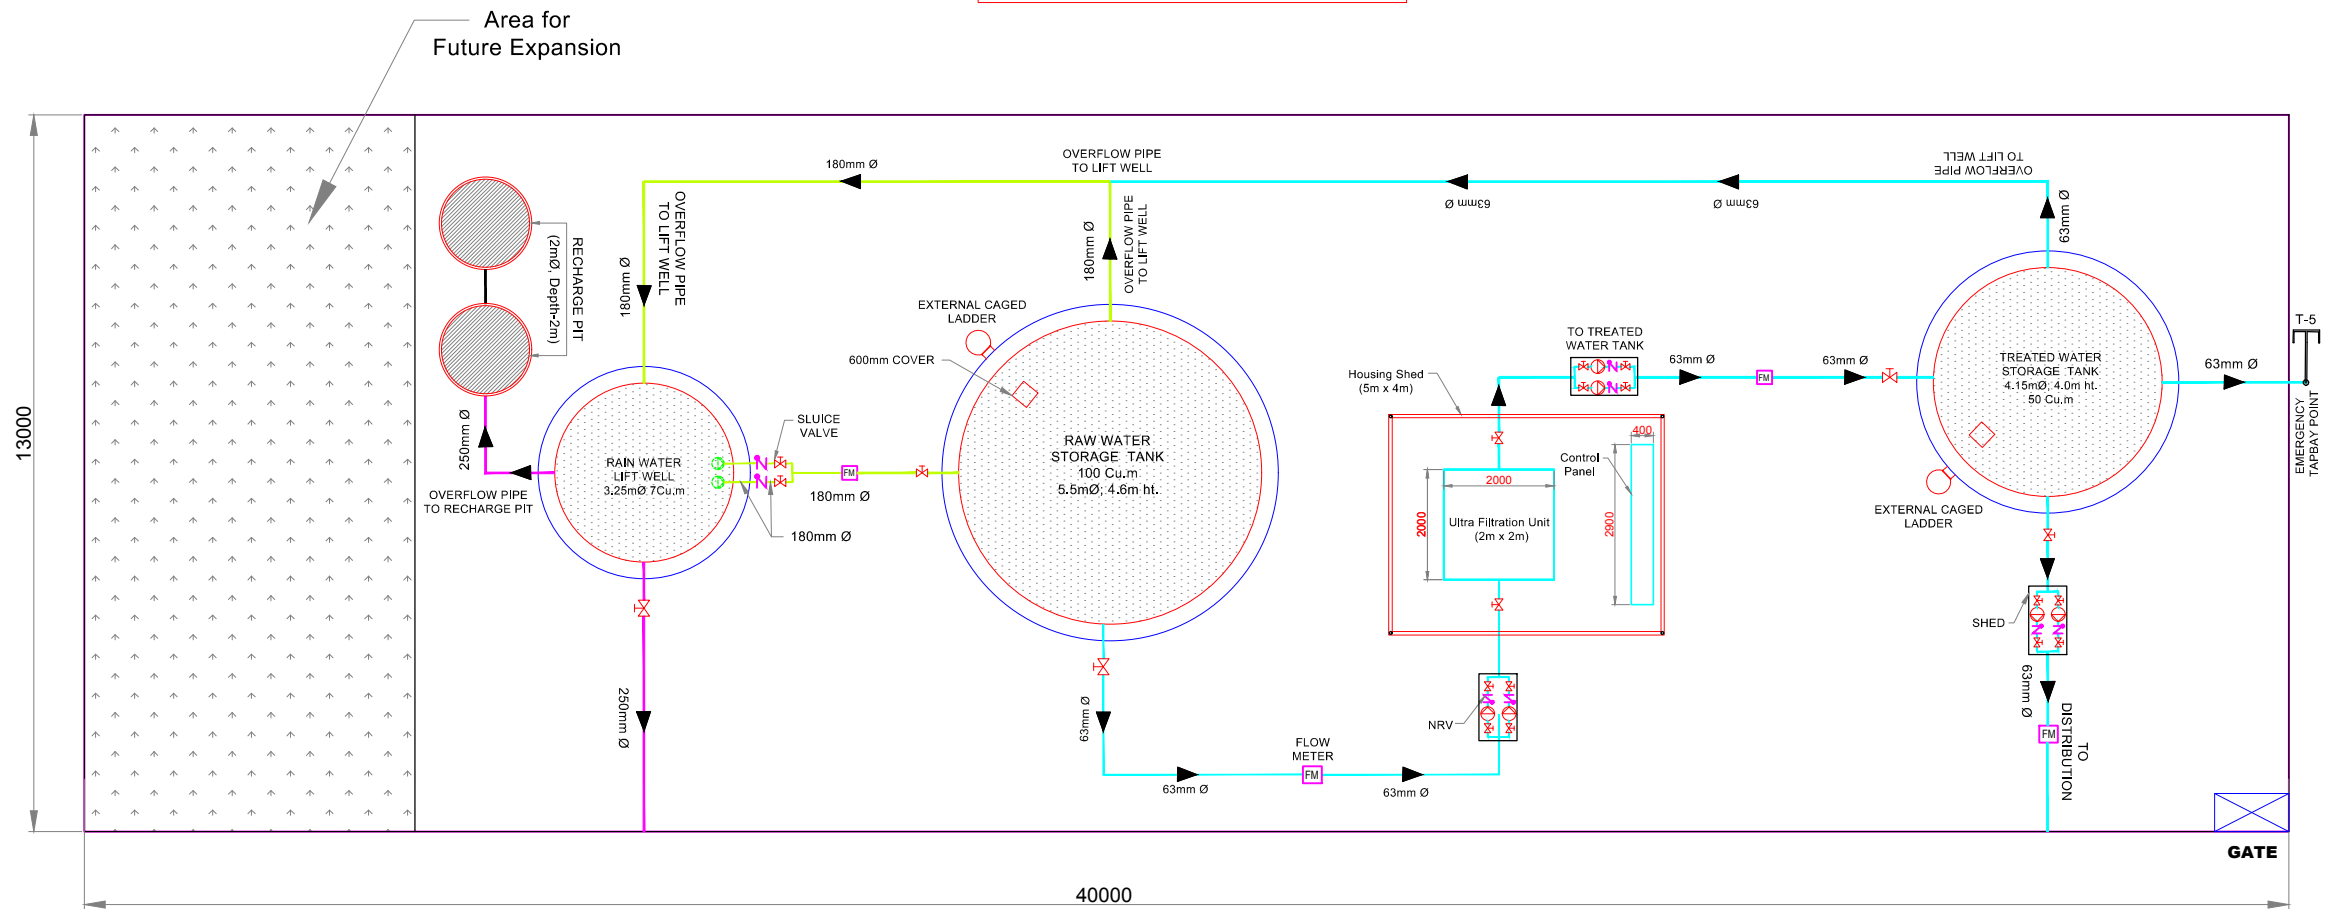 Area for
Future Expansion
OVERFLOW PIPE
TO LIFT WELL
180mm Ø
OVERFLOW PIPE
TO LIFT WELL
63mm Ø
63mm Ø
63mm Ø
OVERFLOW PIPE
TO LIFT WELL
180mm Ø
OVERFLOW PIPE
TO LIFT WELL
180mm Ø
RECHARGE PIT
(2mØ, Depth-2m)
EXTERNAL CAGED
LADDER
600mm COVER
250mm Ø
OVERFLOW PIPE
TO RECHARGE PIT
RAIN WATER
LIFT WELL
3.25mØ 7Cu.m
SLUICE
VALVE
FM
180mm Ø
180mm Ø
250mm Ø
RAW WATER
STORAGE TANK
100 Cu.m
5.5mØ; 4.6m ht.
63mm Ø
63mm Ø
FLOW
METER
FM
63mm Ø
NRV
Housing Shed
(5m x 4m)
2000
2000
Ultra Filtration Unit
(2m x 2m)
Control
Panel
400
2900
TO TREATED
WATER TANK
63mm Ø
FM
63mm Ø
TREATED WATER
STORAGE TANK
4.15mØ; 4.0m ht.
50 Cu.m
EXTERNAL CAGED
LADDER
T-5
63mm Ø
EMERGENCY
TAPBAY POINT
SHED
63mm Ø
FM
TO
DISTRIBUTION
GATE
13000
40000